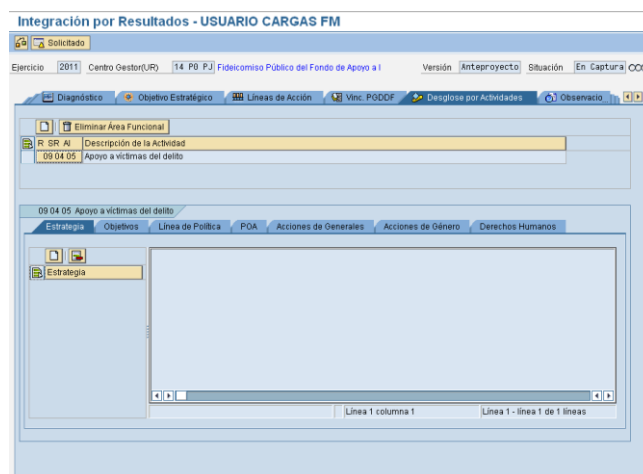 Integración por Resultados - USUARIO CARGAS FM
Solicitado
Ejercicio 2011 Centro Gestor(UR) 14 P0 PJ Fideicomiso Público del Fondo de Apoyo a l Versión Anteproyecto Situación En Captura
Diagnóstico Objetivo Estratégico Líneas de Acción Vinc. PGDDF Desglose por Actividades Observacio
Eliminar Área Funcional
R SR AI Descripción de la Actividad
09 04 05 Apoyo a víctimas del delito
09 04 05 Apoyo a víctimas del delito
Estrategia Objetivos Línea de Política POA Acciones de Generales Acciones de Género Derechos Humanos
Estrategia
Línea 1 columna 1 Línea 1 - línea 1 de 1 líneas